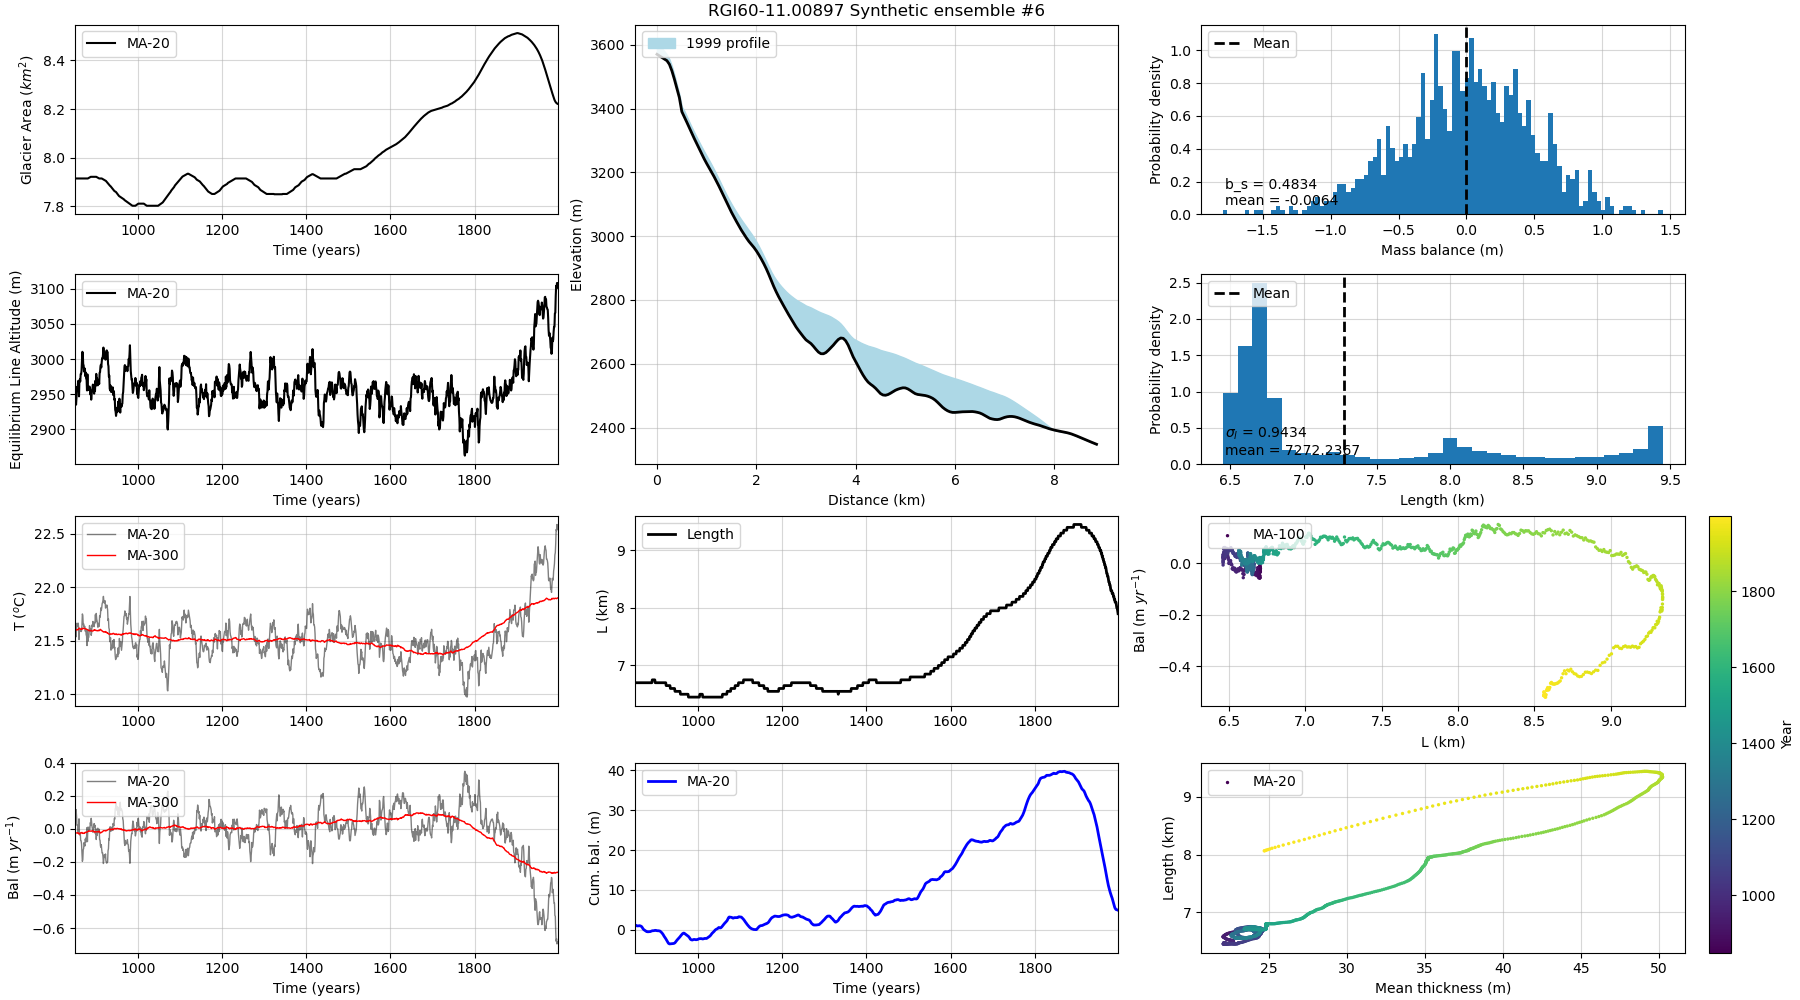 RGI60-11.00897 Synthetic ensemble #6
MA-20
Glacier Area (km²)
8.4
8.2
8.0
7.8
1000 1200 1400 1600 1800
Time (years)
MA-20
Equilibrium Line Altitude (m)
3100
3050
3000
2950
2900
1000 1200 1400 1600 1800
Time (years)
MA-20
MA-300
T (°C)
22.5
22.0
21.5
21.0
1000 1200 1400 1600 1800
MA-20
MA-300
Bal (m yr⁻¹)
0.4
0.2
0.0
−0.2
−0.4
−0.6
1000 1200 1400 1600 1800
Time (years)
1999 profile
Elevation (m)
3600
3400
3200
3000
2800
2600
2400
0 2 4 6 8
Distance (km)
Length
L (km)
9
8
7
1000 1200 1400 1600 1800
MA-20
Cum. bal. (m)
40
30
20
10
0
1000 1200 1400 1600 1800
Time (years)
Mean
Probability density
1.0
0.8
0.6
0.4
0.2
0.0
b_s = 0.4834
mean = -0.0064
−1.5 −1.0 −0.5 0.0 0.5 1.0 1.5
Mass balance (m)
Mean
Probability density
2.5
2.0
1.5
1.0
0.5
0.0
σₗ = 0.9434
mean = 7272.2367
6.5 7.0 7.5 8.0 8.5 9.0 9.5
Length (km)
MA-100
Bal (m yr⁻¹)
0.0
−0.2
−0.4
6.5 7.0 7.5 8.0 8.5 9.0
L (km)
MA-20
Length (km)
9
8
7
25 30 35 40 45 50
Mean thickness (m)
1800
1600
1400
1200
1000
Year